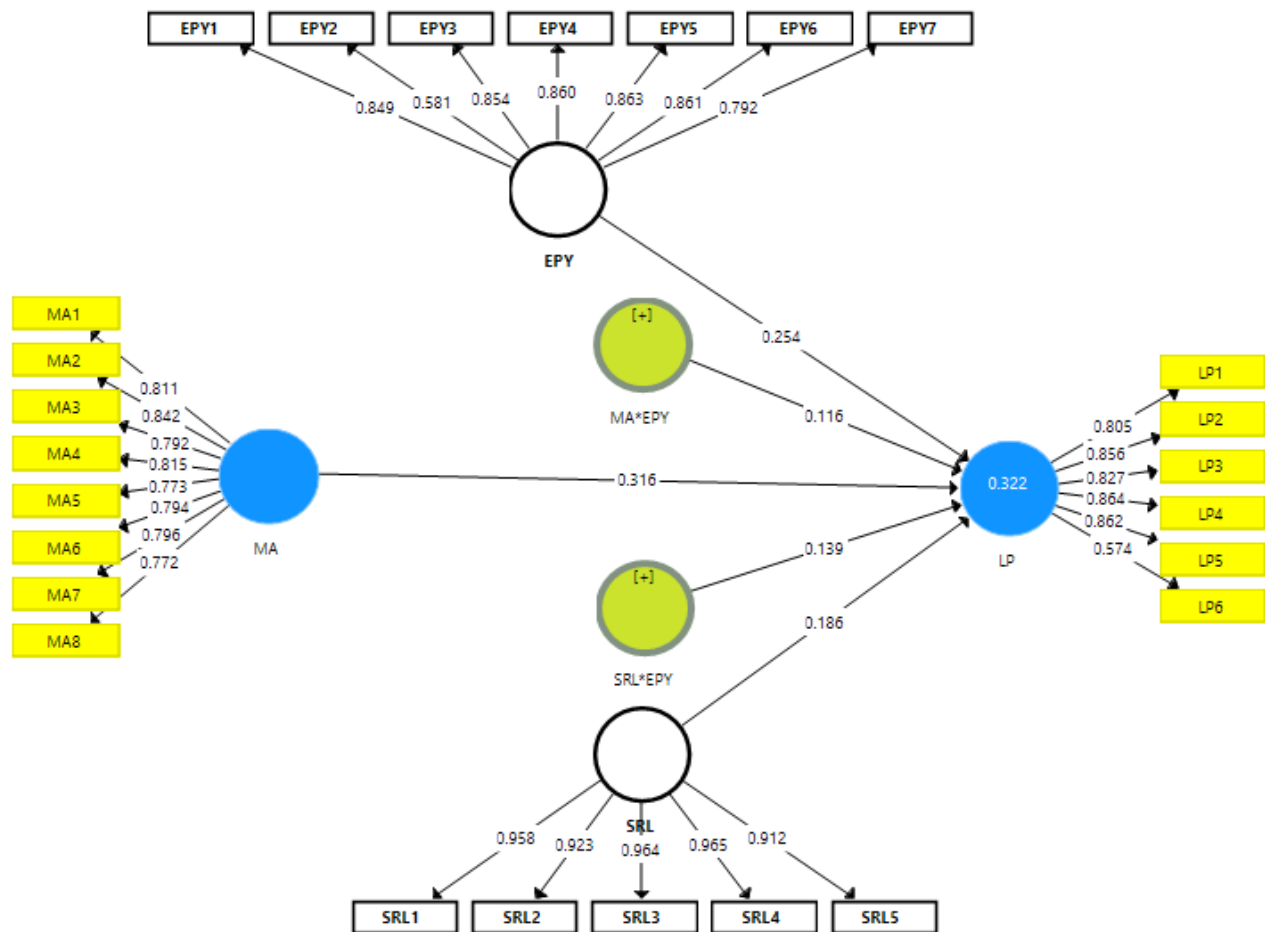 EPY1 EPY2 EPY3 EPY4 EPY5 EPY6 EPY7
0.849 0.581 0.854 0.860 0.863 0.861 0.792
EPY
MA1
MA2
MA3
MA4
MA5
MA6
MA7
MA8
0.811
0.842
0.792
0.815
0.773
0.794
0.796
0.772
MA
[+]
MA*EPY
0.254
0.116
0.316
0.139
0.186
[+]
SRL*EPY
0.322
LP
0.805
0.856
0.827
0.864
0.862
0.574
LP1
LP2
LP3
LP4
LP5
LP6
SRL
0.958 0.923 0.964 0.965 0.912
SRL1 SRL2 SRL3 SRL4 SRL5